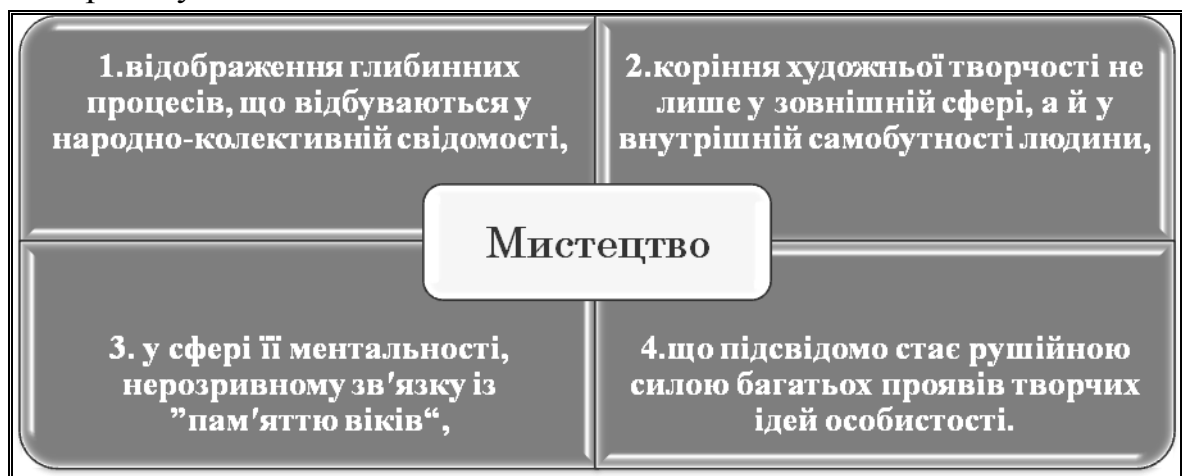 1.відображення глибинних
процесів, що відбуваються у
народно-колективній свідомості,
2.коріння художньої творчості не
лише у зовнішній сфері, а й у
внутрішній самобутності людини,
Мистецтво
3. у сфері її ментальності,
нерозривному зв'язку із
”пам'яттю віків“,
4.що підсвідомо стає рушійною
силою багатьох проявів творчих
ідей особистості.